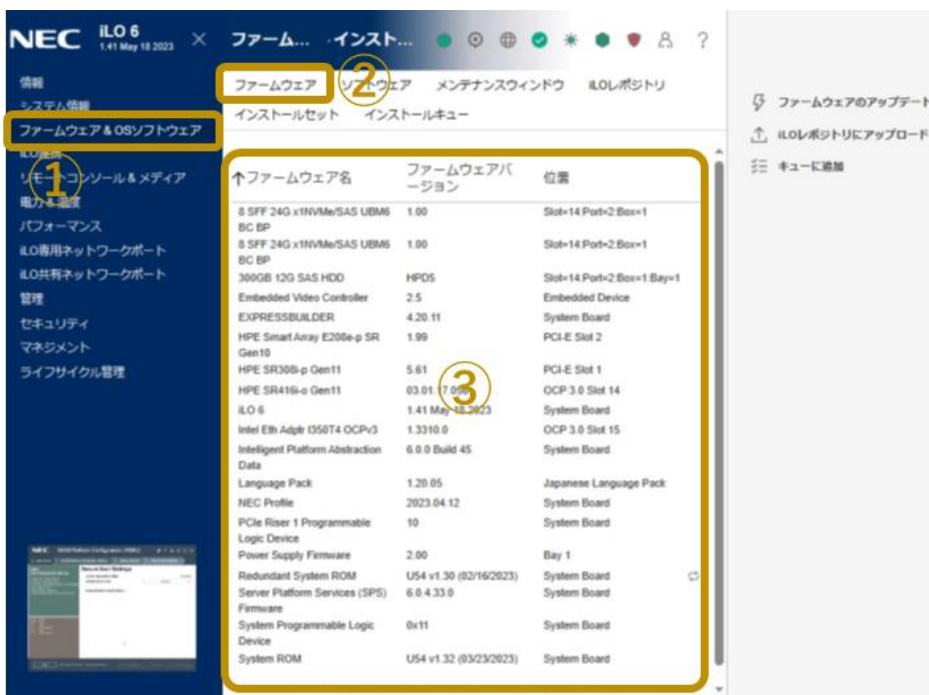 NEC iLO 6
1.41 May 18 2023
ファーム... ·インスト...
?
情報
システム情報
ファームウェア & OSソフトウェア
iLO連携
リモートコンソール & メディア
電力 & 温度
パフォーマンス
iLO専用ネットワークポート
iLO共有ネットワークポート
管理
セキュリティ
マネジメント
ライフサイクル管理
①
②
ファームウェア ソフトウェア メンテナンスウィンドウ iLOレポジトリ
インストールセット インストールキュー
③
↑ファームウェア名 ファームウェアバージョン 位置
8 SFF 24G x1NVMe/SAS UBM6 BC BP 1.00 Slot=14:Port=2:Box=1
8 SFF 24G x1NVMe/SAS UBM6 BC BP 1.00 Slot=14:Port=2:Box=1
300GB 12G SAS HDD HPD5 Slot=14:Port=2:Box=1:Bay=1
Embedded Video Controller 2.5 Embedded Device
EXPRESSBUILDER 4.20.11 System Board
HPE Smart Array E208e-p SR Gen10 1.99 PCI-E Slot 2
HPE SR308i-p Gen11 5.61 PCI-E Slot 1
HPE SR416i-o Gen11 OCP 3.0 Slot 14
iLO 6 1.41 May 18 2023 System Board
Intel Eth Adptr I350T4 OCPv3 1.3310.0 OCP 3.0 Slot 15
Intelligent Platform Abstraction Data 6.0.0 Build 45 System Board
Language Pack 1.20.05 Japanese Language Pack
NEC Profile 2023.04.12 System Board
PCIe Riser 1 Programmable Logic Device 10 System Board
Power Supply Firmware 2.00 Bay 1
Redundant System ROM U54 v1.30 (02/16/2023) System Board
Server Platform Services (SPS) Firmware 6.0.4.33.0 System Board
System Programmable Logic Device 0x11 System Board
System ROM U54 v1.32 (03/23/2023) System Board
ファームウェアのアップデート
iLOレポジトリにアップロード
キューに追加